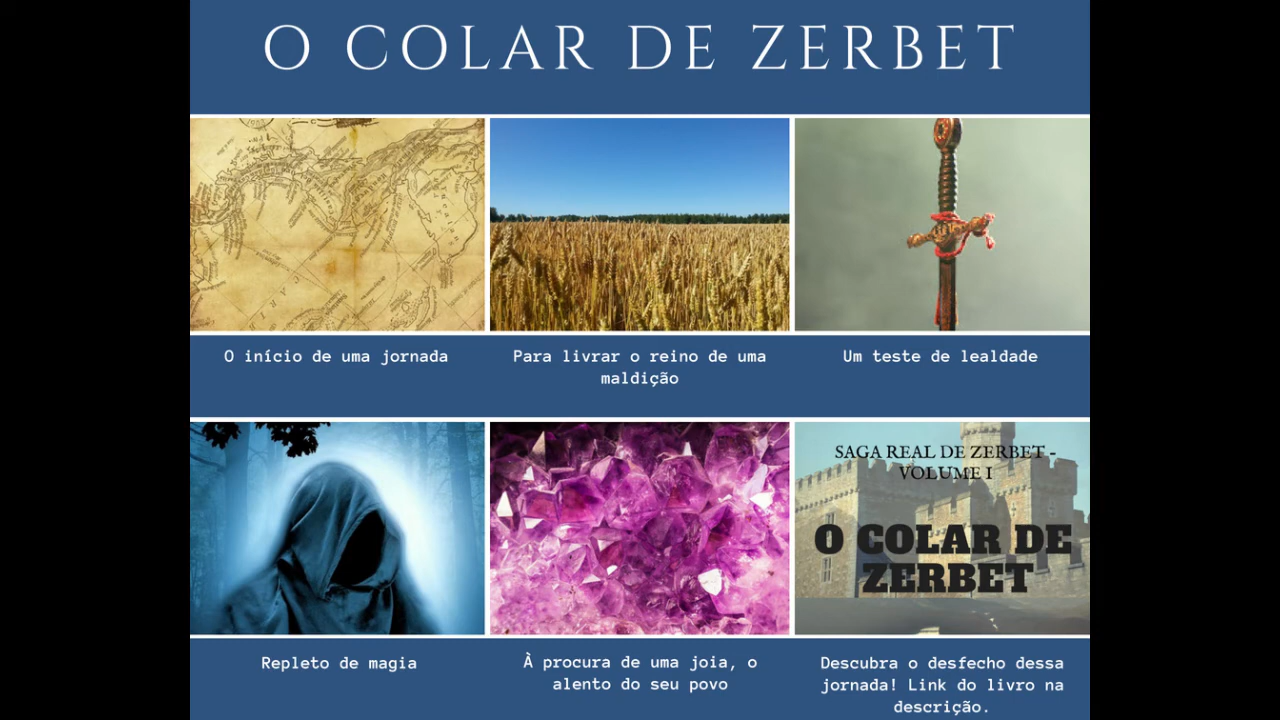 O COLAR DE ZERBET
O início de uma jornada
Para livrar o reino de uma
maldição
Um teste de lealdade
SAGA REAL DE ZERBET -
VOLUME I
O COLAR DE
ZERBET
Repleto de magia
À procura de uma joia, o
alento do seu povo
Descubra o desfecho dessa
jornada! Link do livro na
descrição.